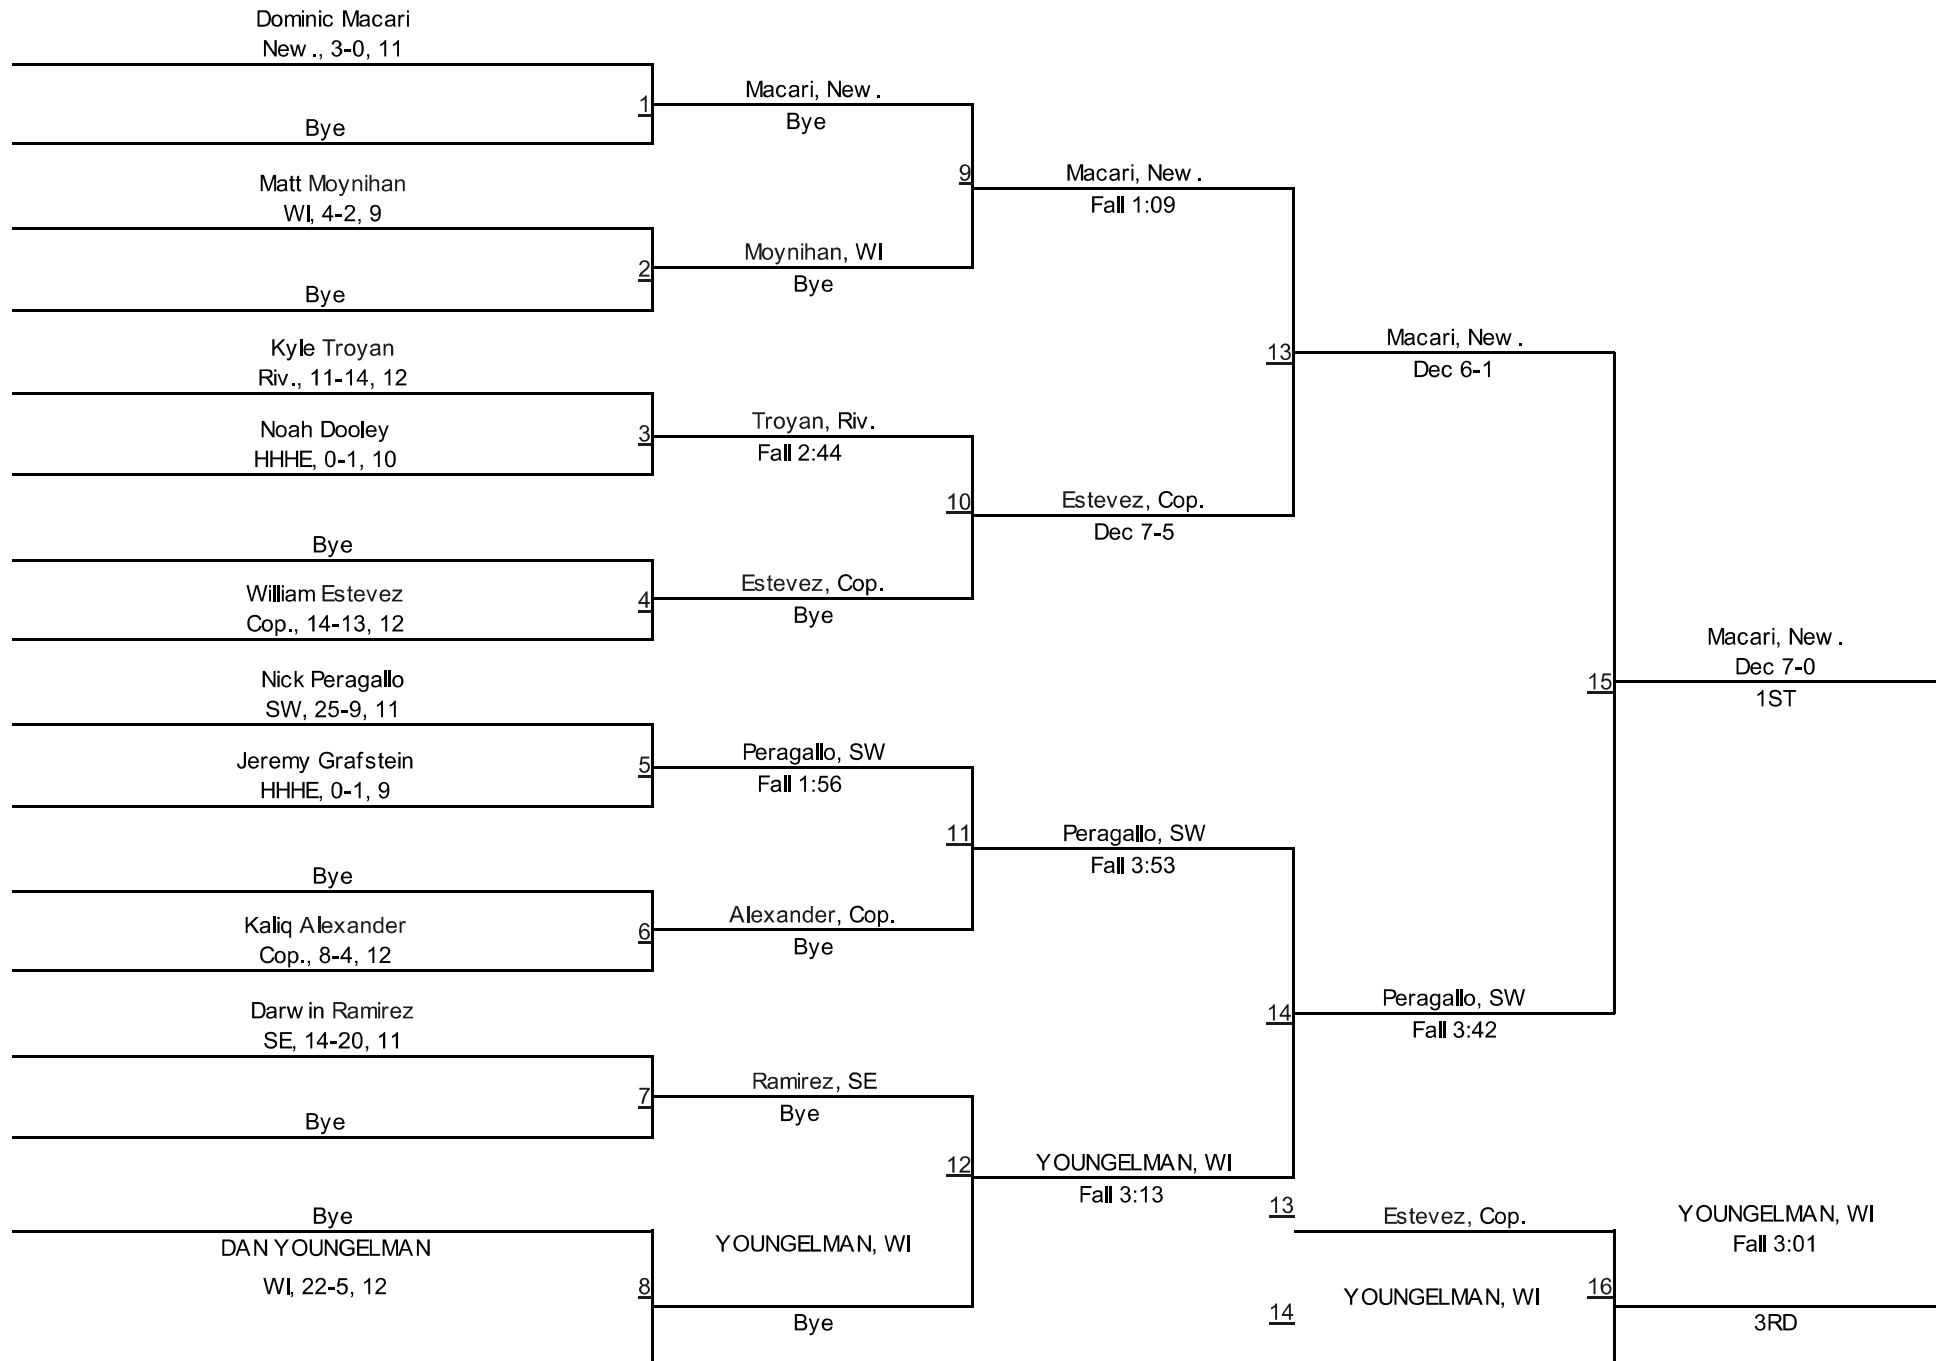 Dominic Macari
New., 3-0, 11
1
Bye
Matt Moynihan
WI, 4-2, 9
2
Bye
Kyle Troyan
Riv., 11-14, 12
Noah Dooley
3
HHHE, 0-1, 10
Bye
William Estevez
4
Cop., 14-13, 12
Nick Peragallo
SW, 25-9, 11
Jeremy Grafstein
5
HHHE, 0-1, 9
Bye
Kaliq Alexander
6
Cop., 8-4, 12
Darwin Ramirez
SE, 14-20, 11
7
Bye
Bye
DAN YOUNGELMAN
WI, 22-5, 12
8
Macari, New.
Bye
9
Moynihan, WI
Bye
Troyan, Riv.
Fall 2:44
10
Estevez, Cop.
Bye
Peragallo, SW
Fall 1:56
11
Alexander, Cop.
Bye
Ramirez, SE
Bye
12
YOUNGELMAN, WI
Bye
Macari, New.
Fall 1:09
13
Estevez, Cop.
Dec 7-5
Peragallo, SW
Fall 3:53
14
YOUNGELMAN, WI
Fall 3:13
Macari, New.
Dec 6-1
15
Peragallo, SW
Fall 3:42
Macari, New.
Dec 7-0
1ST
13
Estevez, Cop.
14
YOUNGELMAN, WI
16
YOUNGELMAN, WI
Fall 3:01
3RD